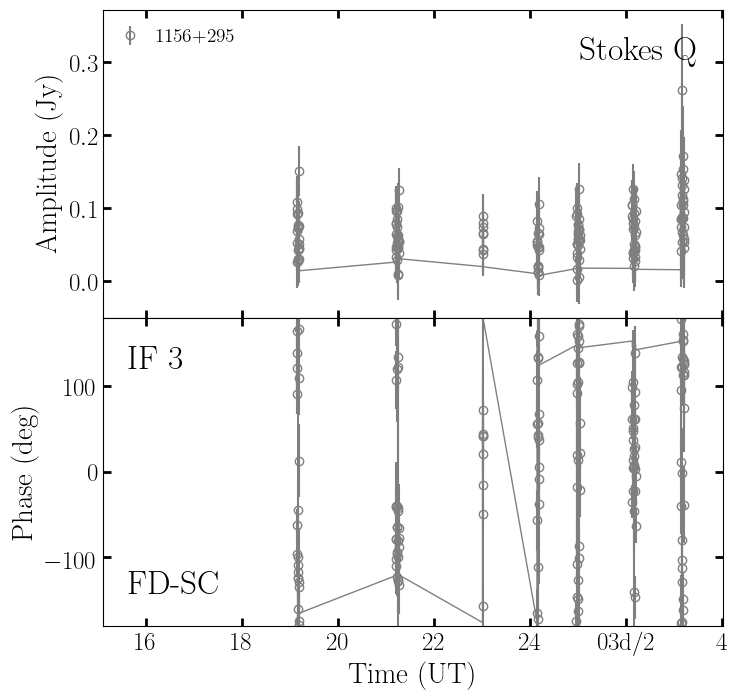 1156+295
Stokes Q
Amplitude (Jy)
0.3
0.2
0.1
0.0
IF 3
FD-SC
Phase (deg)
100
0
−100
16 18 20 22 24 03d/2 4
Time (UT)